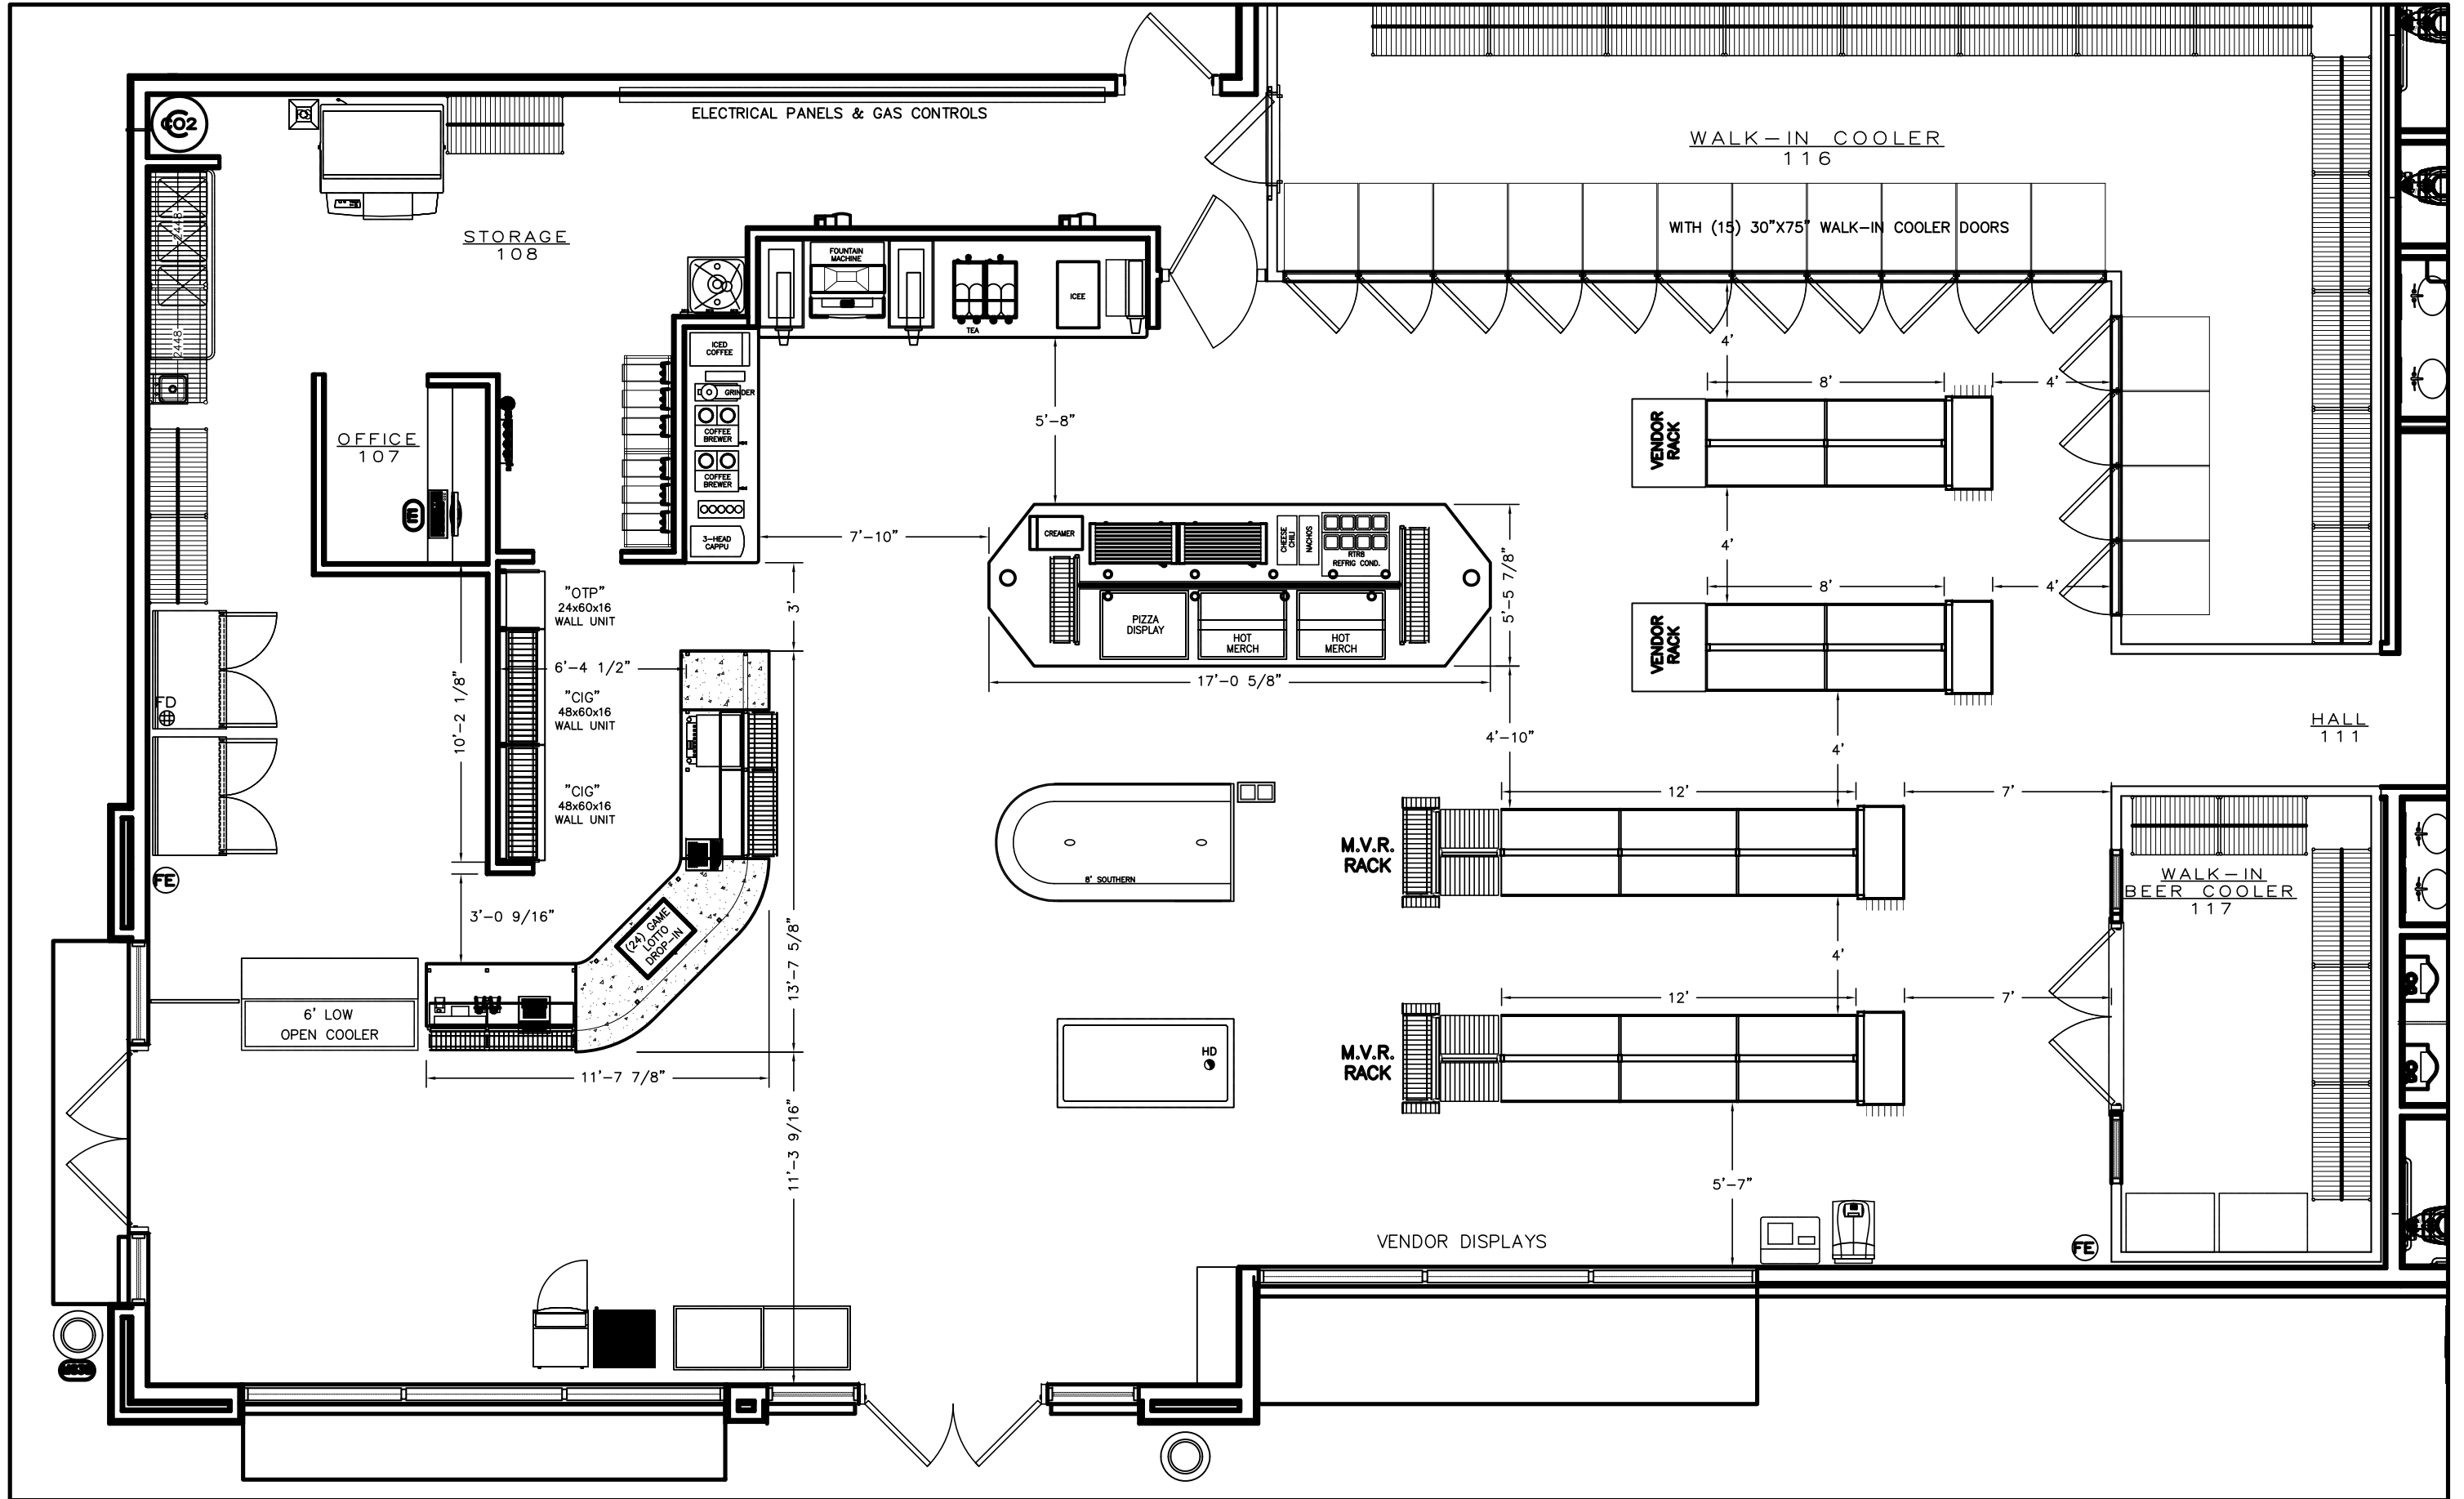 ELECTRICAL PANELS & GAS CONTROLS
CO2
WALK-IN COOLER
116
WITH (15) 30"X75" WALK-IN COOLER DOORS
STORAGE
108
2448
2448
FOUNTAIN
MACHINE
TEA
ICEE
ICED
COFFEE
GRINDER
COFFEE
BREWER
COFFEE
BREWER
3-HEAD
CAPPU
OFFICE
107
E
5'-8"
7'-10"
3'
4'
8'
4'
VENDOR
RACK
4'
8'
4'
VENDOR
RACK
CREAMER
CHEESE
CHILI
NACHOS
RTRB
REFRIG COND.
PIZZA
DISPLAY
HOT
MERCH
HOT
MERCH
5'-5 7/8"
17'-0 5/8"
"OTP"
24x60x16
WALL UNIT
6'-4 1/2"
"CIG"
48x60x16
WALL UNIT
"CIG"
48x60x16
WALL UNIT
10'-2 1/8"
FD
FE
3'-0 9/16"
4'-10"
4'
HALL
111
12'
7'
M.V.R.
RACK
8' SOUTHERN
WALK-IN
BEER COOLER
117
(24) GAME
LOTTO
DROP-IN
13'-7 5/8"
4'
12'
7'
M.V.R.
RACK
HD
6' LOW
OPEN COOLER
11'-7 7/8"
11'-3 9/16"
5'-7"
VENDOR DISPLAYS
FE